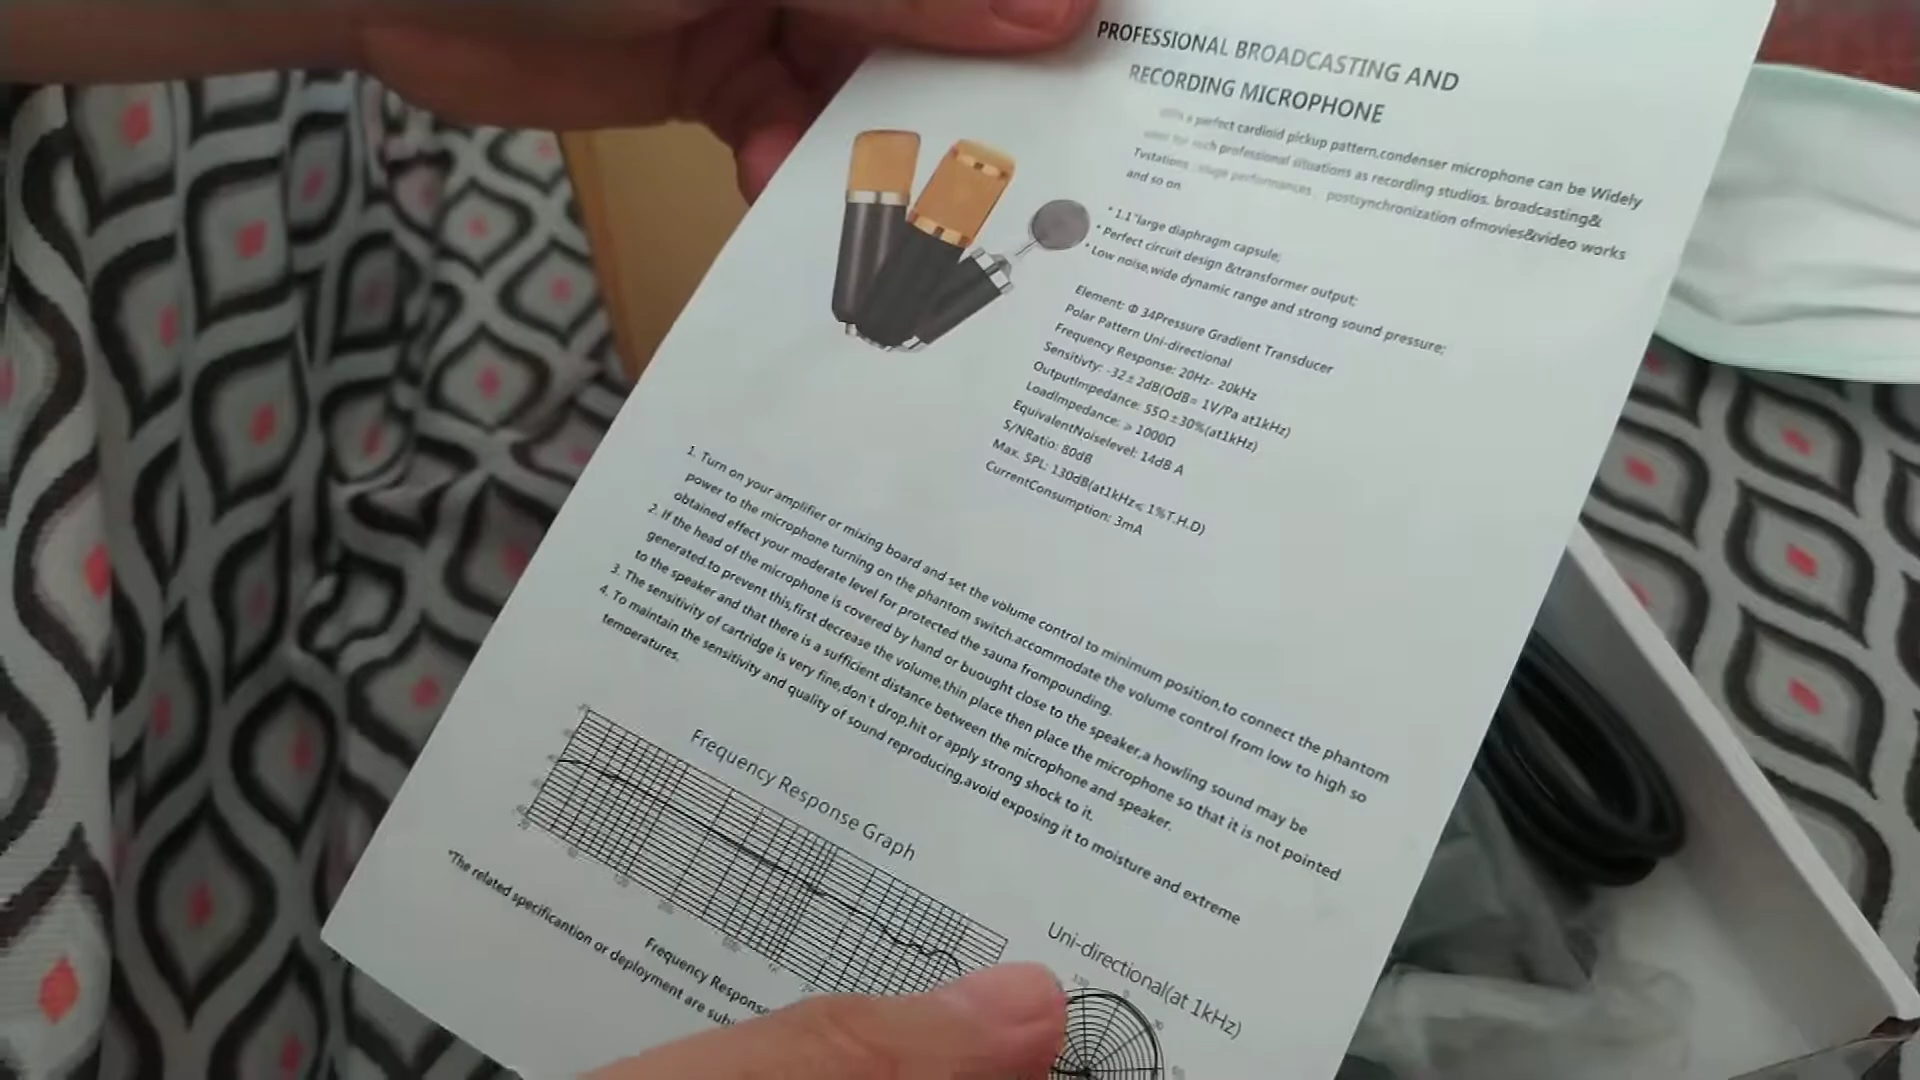 PROFESSIONAL BROADCASTING AND
RECORDING MICROPHONE
a perfect cardioid pickup pattern,condenser microphone can be Widely
for such professional situations as recording studios. broadcasting&
Tvstations stage performances postsynchronization ofmovies&video works
and so on
* 1.1"large diaphragm capsule;
* Perfect circuit design &transformer output;
* Low noise,wide dynamic range and strong sound pressure;
Element: Φ 34Pressure Gradient Transducer
Polar Pattern Uni-directional
Frequency Response: 20Hz- 20kHz
Sensitivty: -32±2dB(OdB= 1V/Pa at1kHz)
OutputImpedance: 55Ω±30%(at1kHz)
LoadImpedance: ⩾ 1000Ω
EquivalentNoiselevel: 14dB A
S/NRatio: 80dB
Max. SPL: 130dB(at1kHz⩽ 1%T.H.D)
CurrentConsumption: 3mA
1. Turn on your amplifier or mixing board and set the volume control to minimum position,to connect the phantom
power to the microphone turning on the phantom switch.accommodate the volume control from low to high so
obtained effect your moderate level for protected the sauna frompounding.
2. If the head of the microphone is covered by hand or buought close to the speaker,a howling sound may be
generated.to prevent this,first decrease the volume,thin place then place the microphone so that it is not pointed
to the speaker and that there is a sufficient distance between the microphone and speaker.
3. The sensitivity of cartridge is very fine,don't drop,hit or apply strong shock to it.
4. To maintain the sensitivity and quality of sound reproducing,avoid exposing it to moisture and extreme
temperatures.
Frequency Response Graph
Frequency Response
*The related specificantion or deployment are
Uni-directional(at 1kHz)